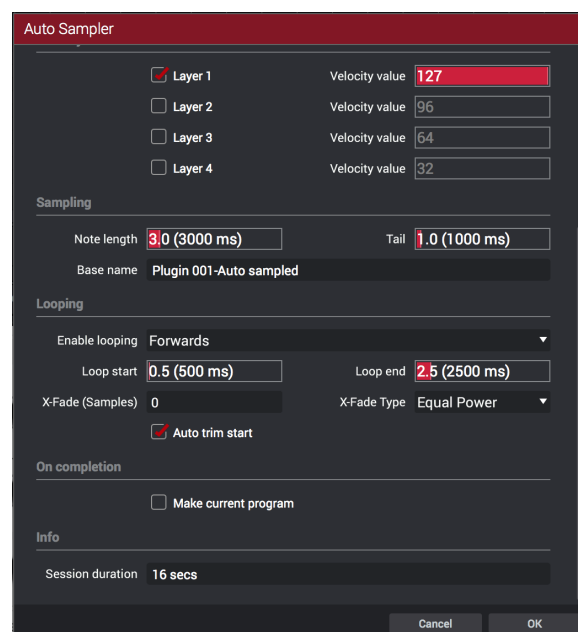 Auto Sampler
Layer 1 Velocity value 127
Layer 2 Velocity value 96
Layer 3 Velocity value 64
Layer 4 Velocity value 32
Sampling
Note length 3.0 (3000 ms) Tail 1.0 (1000 ms)
Base name Plugin 001-Auto sampled
Looping
Enable looping Forwards
Loop start 0.5 (500 ms) Loop end 2.5 (2500 ms)
X-Fade (Samples) 0 X-Fade Type Equal Power
Auto trim start
On completion
Make current program
Info
Session duration 16 secs
Cancel OK